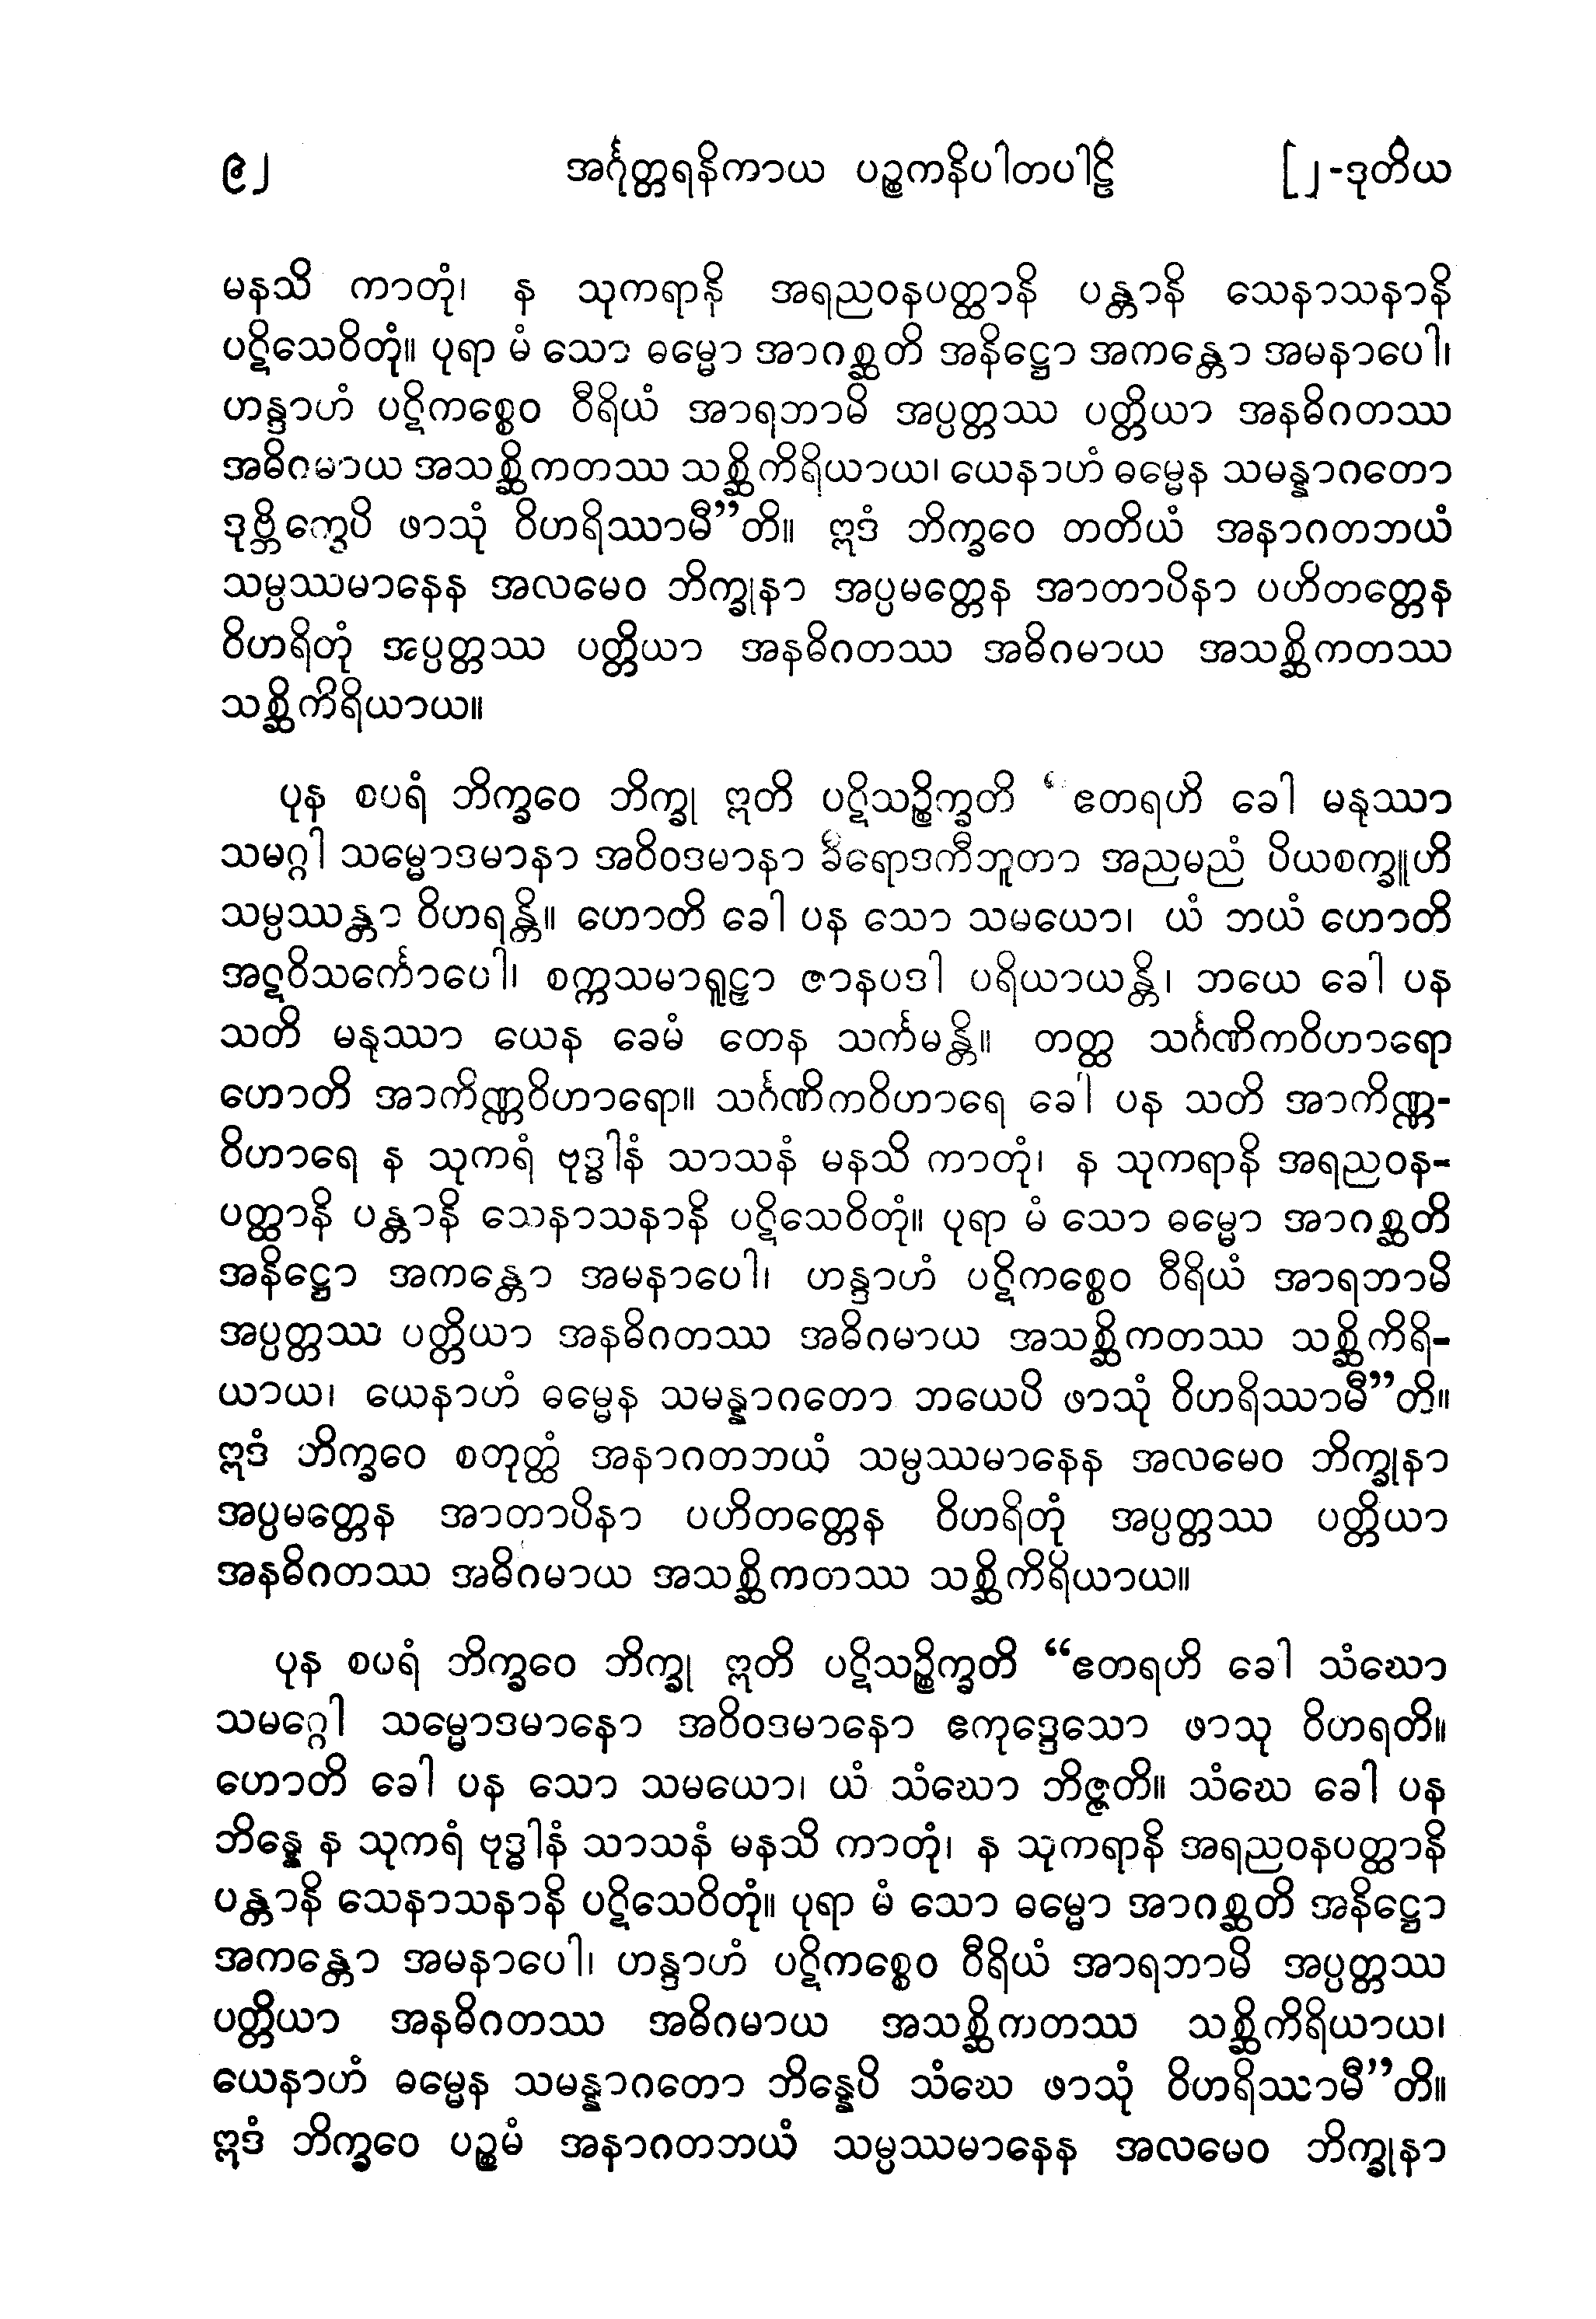 ၉၂ အင်္ဂုတ္တရနိကာယ ပဉ္စကနိပါတပါဠိ [၂-ဒုတိယ
မနသိ ကာတုံ၊ န သုကရာနိ အရညဝနပတ္ထာနိ ပန္တာနိ သေနာသနာနိ
ပဋိသေဝိတုံ။ ပုရာ မံ သော ဓမ္မော အာဂစ္ဆတိ အနိဋ္ဌော အကန္တော အမနာပေါ၊
ဟန္ဒာဟံ ပဋိကစ္စေဝ ဝီရိယံ အာရဘာမိ အပ္ပတ္တဿ ပတ္တိယာ အနဓိဂတဿ
အဓိဂမာယ အသစ္ဆိကတဿ သစ္ဆိကိရိယာယ၊ ယေနာဟံ ဓမ္မေန သမန္နာဂတော
ဒုဗ္ဘိက္ခေပိ ဖာသုံ ဝိဟရိဿာမီ”တိ။ ဣဒံ ဘိက္ခဝေ တတိယံ အနာဂတဘယံ
သမ္ပဿမာနေန အလမေဝ ဘိက္ခုနာ အပ္ပမတ္တေန အာတာပိနာ ပဟိတတ္တေန
ဝိဟရိတုံ အပ္ပတ္တဿ ပတ္တိယာ အနဓိဂတဿ အဓိဂမာယ အသစ္ဆိကတဿ
သစ္ဆိကိရိယာယ။
ပုန စပရံ ဘိက္ခဝေ ဘိက္ခု ဣတိ ပဋိသဉ္စိက္ခတိ “ဧတရဟိ ခေါ မနုဿာ
သမဂ္ဂါ သမ္မောဒမာနာ အဝိဝဒမာနာ ခီရောဒကီဘူတာ အညမညံ ပိယစက္ခူဟိ
သမ္ပဿန္တာ ဝိဟရန္တိ။ ဟောတိ ခေါ ပန သော သမယော၊ ယံ ဘယံ ဟောတိ
အဋဝိသင်္ကောပေါ၊ စက္ကသမာရူဠှာ ဇာနပဒါ ပရိယာယန္တိ၊ ဘယေ ခေါ ပန
သတိ မနုဿာ ယေန ခေမံ တေန သင်္ကမန္တိ။ တတ္ထ သင်္ဂဏိကဝိဟာရော
ဟောတိ အာကိဏ္ဏဝိဟာရော။ သင်္ဂဏိကဝိဟာရေ ခေါ ပန သတိ အာကိဏ္ဏ-
ဝိဟာရေ န သုကရံ ဗုဒ္ဓါနံ သာသနံ မနသိ ကာတုံ၊ န သုကရာနိ အရညဝန-
ပတ္ထာနိ ပန္တာနိ သေနာသနာနိ ပဋိသေဝိတုံ။ ပုရာ မံ သော ဓမ္မော အာဂစ္ဆတိ
အနိဋ္ဌော အကန္တော အမနာပေါ၊ ဟန္ဒာဟံ ပဋိကစ္စေဝ ဝီရိယံ အာရဘာမိ
အပ္ပတ္တဿ ပတ္တိယာ အနဓိဂတဿ အဓိဂမာယ အသစ္ဆိကတဿ သစ္ဆိကိရိ-
ယာယ၊ ယေနာဟံ ဓမ္မေန သမန္နာဂတော ဘယေပိ ဖာသုံ ဝိဟရိဿာမီ”တိ။
ဣဒံ ဘိက္ခဝေ စတုတ္ထံ အနာဂတဘယံ သမ္ပဿမာနေန အလမေဝ ဘိက္ခုနာ
အပ္ပမတ္တေန အာတာပိနာ ပဟိတတ္တေန ဝိဟရိတုံ အပ္ပတ္တဿ ပတ္တိယာ
အနဓိဂတဿ အဓိဂမာယ အသစ္ဆိကတဿ သစ္ဆိကိရိယာယ။
ပုန စပရံ ဘိက္ခဝေ ဘိက္ခု ဣတိ ပဋိသဉ္စိက္ခတိ “ဧတရဟိ ခေါ သံဃော
သမဂ္ဂေါ သမ္မောဒမာနော အဝိဝဒမာနော ဧကုဒ္ဒေသော ဖာသု ဝိဟရတိ။
ဟောတိ ခေါ ပန သော သမယော၊ ယံ သံဃော ဘိဇ္ဇတိ။ သံဃေ ခေါ ပန
ဘိန္နေ န သုကရံ ဗုဒ္ဓါနံ သာသနံ မနသိ ကာတုံ၊ န သုကရာနိ အရညဝနပတ္ထာနိ
ပန္တာနိ သေနာသနာနိ ပဋိသေဝိတုံ။ ပုရာ မံ သော ဓမ္မော အာဂစ္ဆတိ အနိဋ္ဌော
အကန္တော အမနာပေါ၊ ဟန္ဒာဟံ ပဋိကစ္စေဝ ဝီရိယံ အာရဘာမိ အပ္ပတ္တဿ
ပတ္တိယာ အနဓိဂတဿ အဓိဂမာယ အသစ္ဆိကတဿ သစ္ဆိကိရိယာယ၊
ယေနာဟံ ဓမ္မေန သမန္နာဂတော ဘိန္နေပိ သံဃေ ဖာသုံ ဝိဟရိဿာမီ”တိ။
ဣဒံ ဘိက္ခဝေ ပဉ္စမံ အနာဂတဘယံ သမ္ပဿမာနေန အလမေဝ ဘိက္ခုနာ